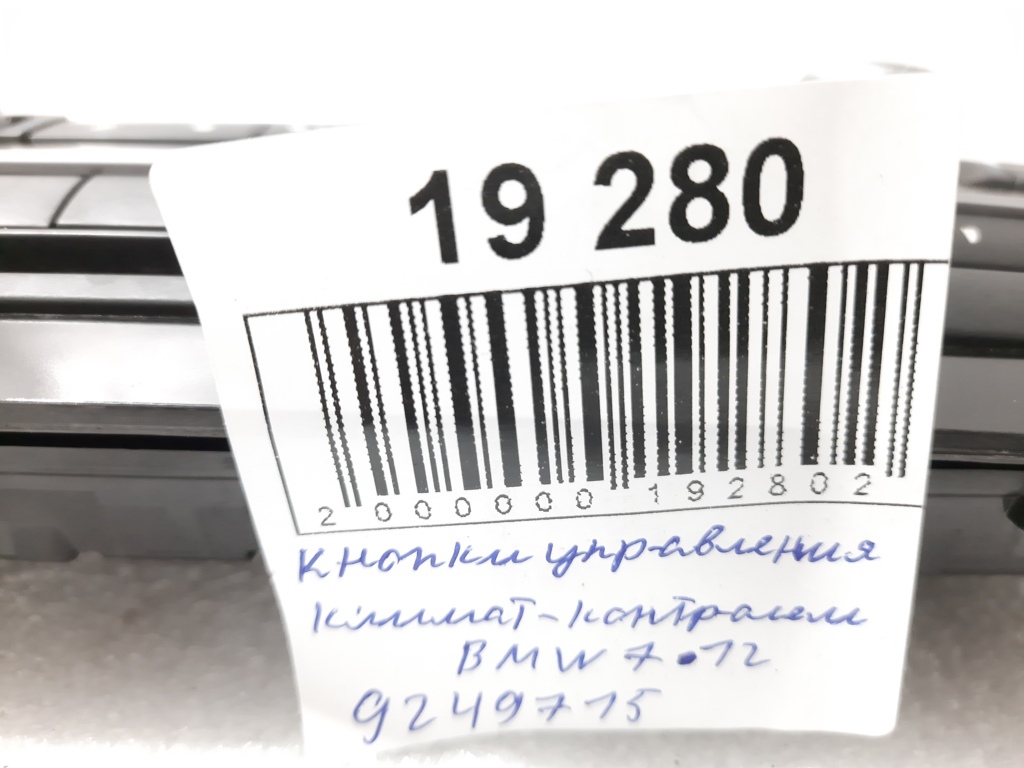 19 280
2 000000 192802
кнопки управления
климат-контролем
BMW 7 • 12
9249715